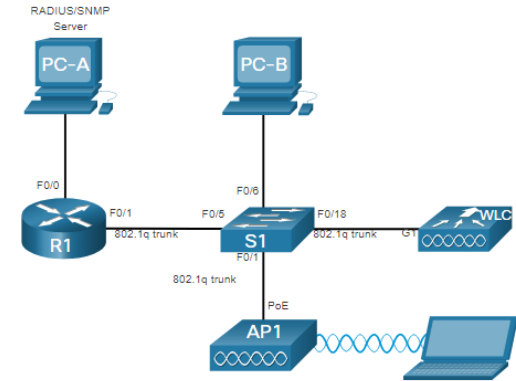 RADIUS/SNMP
Server
PC-A
PC-B
F0/0
F0/6
F0/1
F0/5
F0/18
WLC
R1
802.1q trunk
S1
802.1q trunk
G1
F0/1
802.1q trunk
PoE
AP1